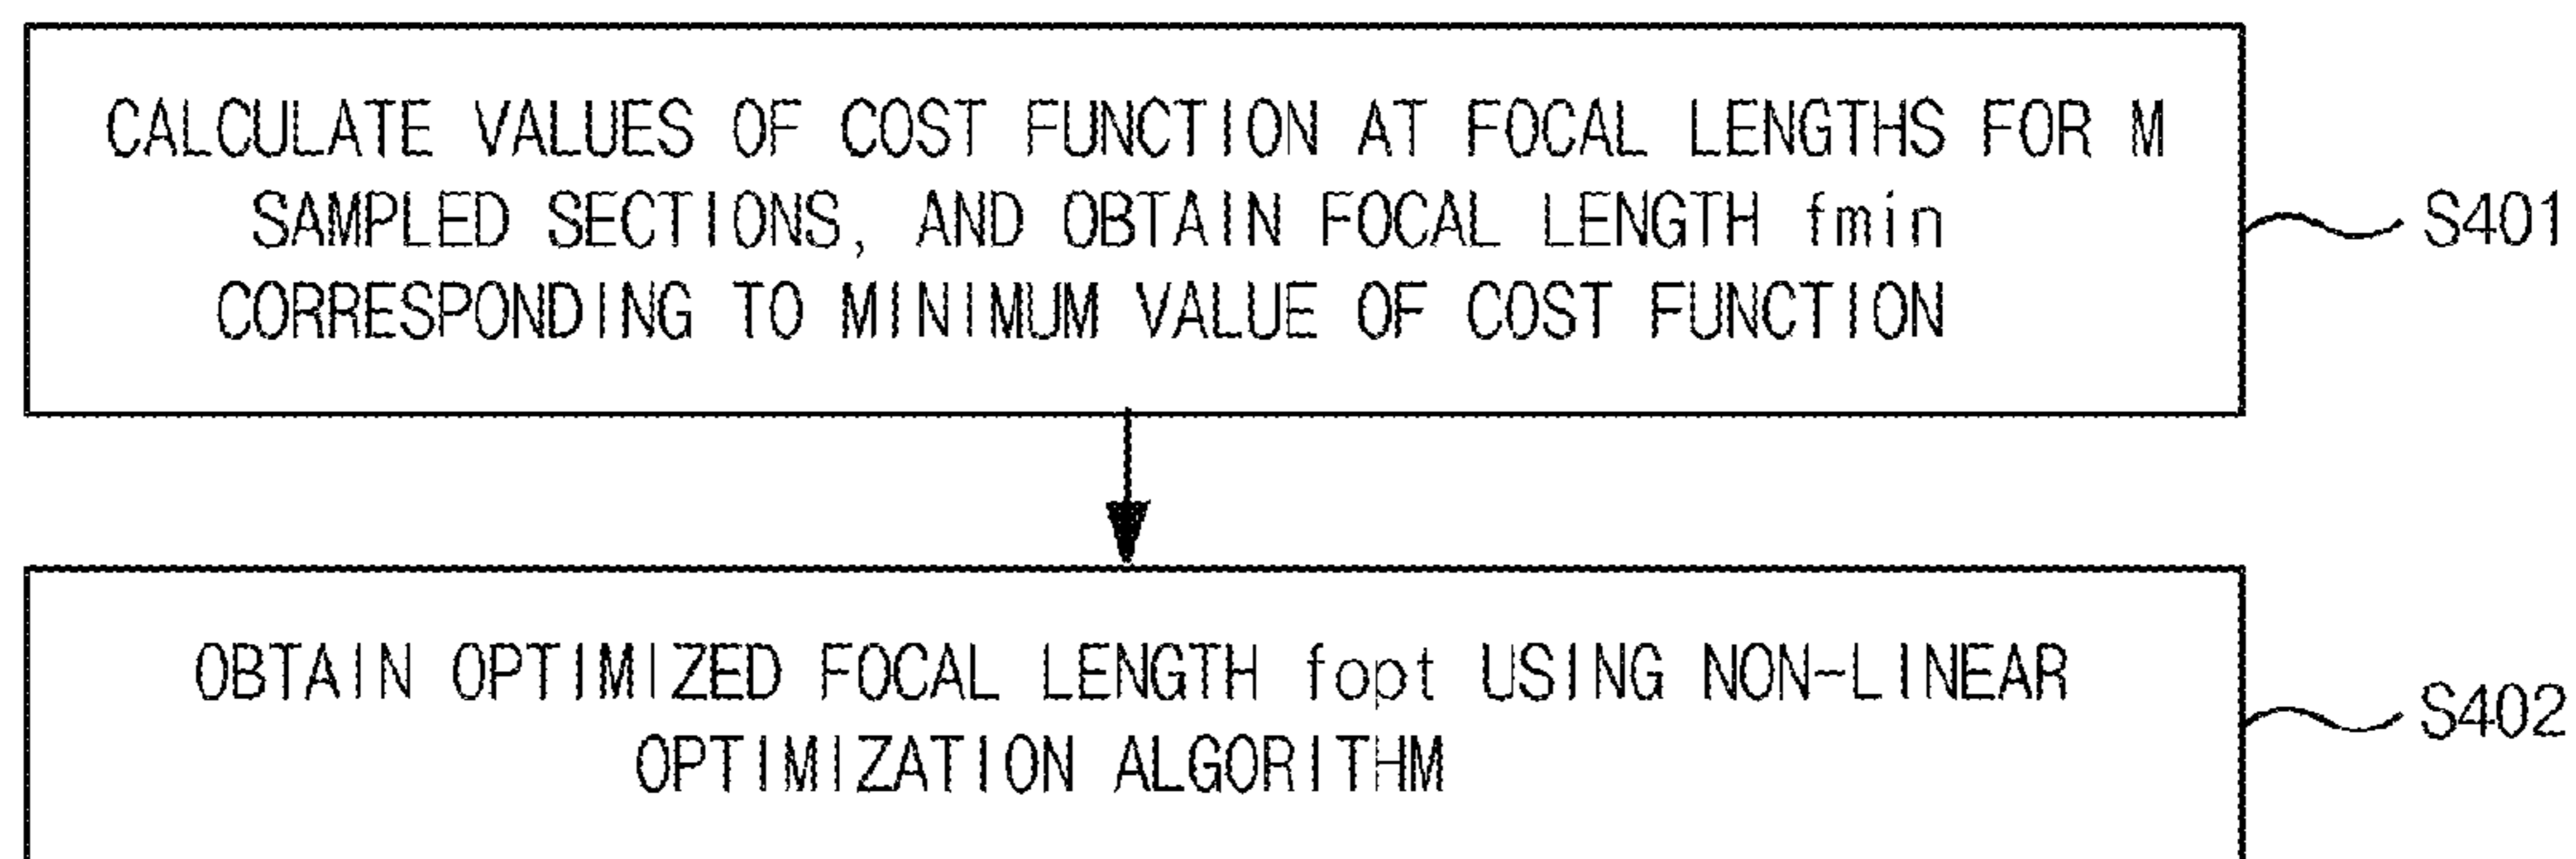 CALCULATE VALUES OF COST FUNCTION AT FOCAL LENGTHS FOR M
SAMPLED SECTIONS, AND OBTAIN FOCAL LENGTH fmin
CORRESPONDING TO MINIMUM VALUE OF COST FUNCTION
S401
OBTAIN OPTIMIZED FOCAL LENGTH fopt USING NON-LINEAR
OPTIMIZATION ALGORITHM
S402